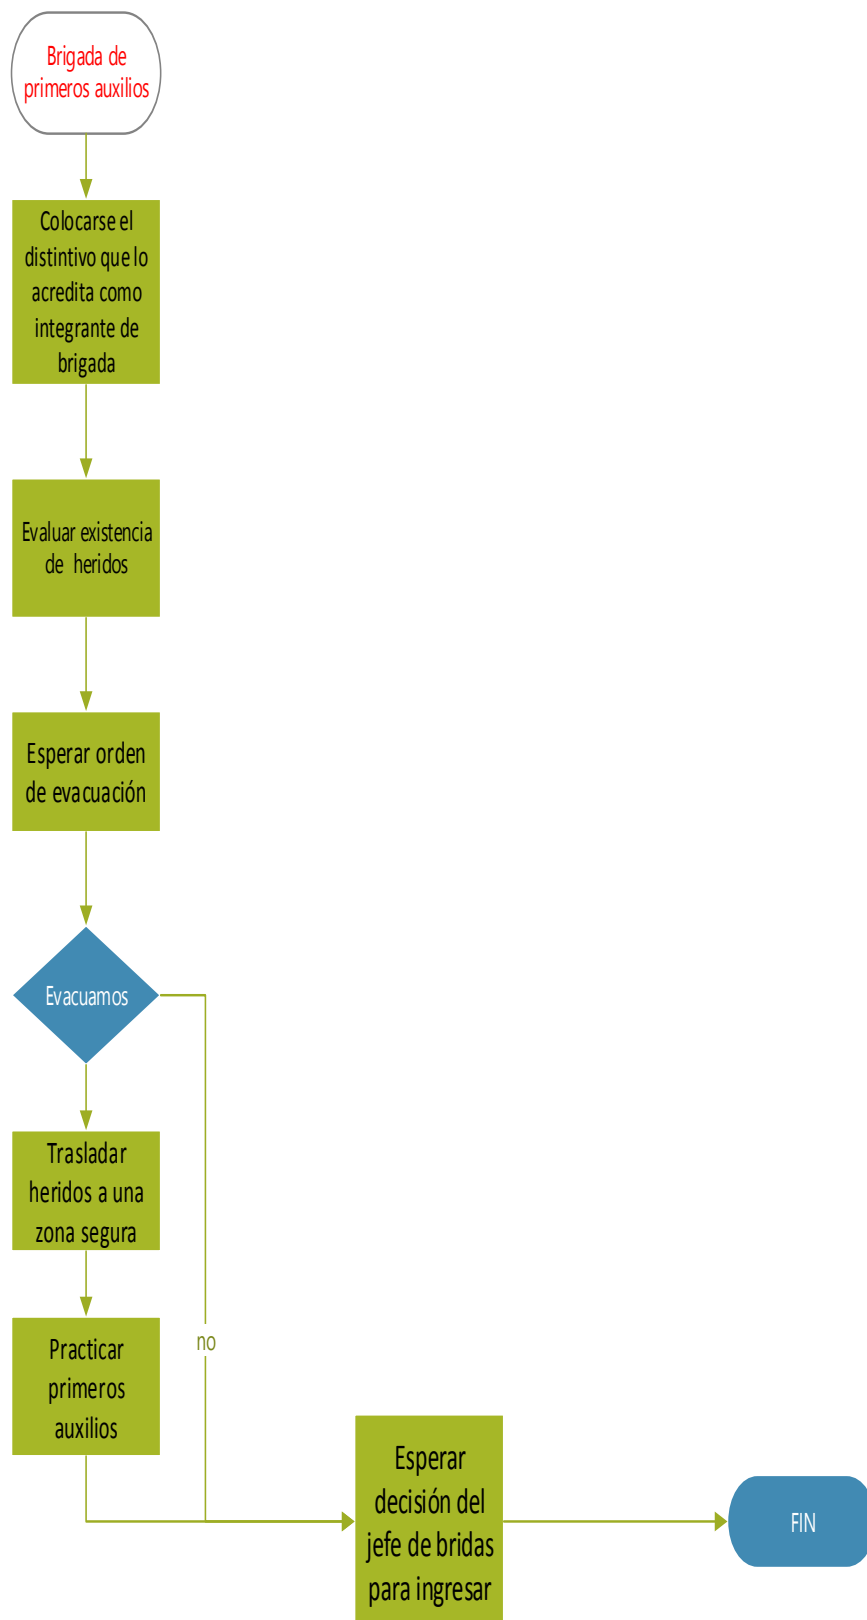 Brigada de
primeros auxilios
Colocarse el
distintivo que lo
acredita como
integrante de
brigada
Evaluar existencia
de heridos
Esperar orden
de evacuación
Evacuamos
Trasladar
heridos a una
zona segura
Practicar
primeros
auxilios
no
Esperar
decisión del
jefe de bridas
para ingresar
FIN